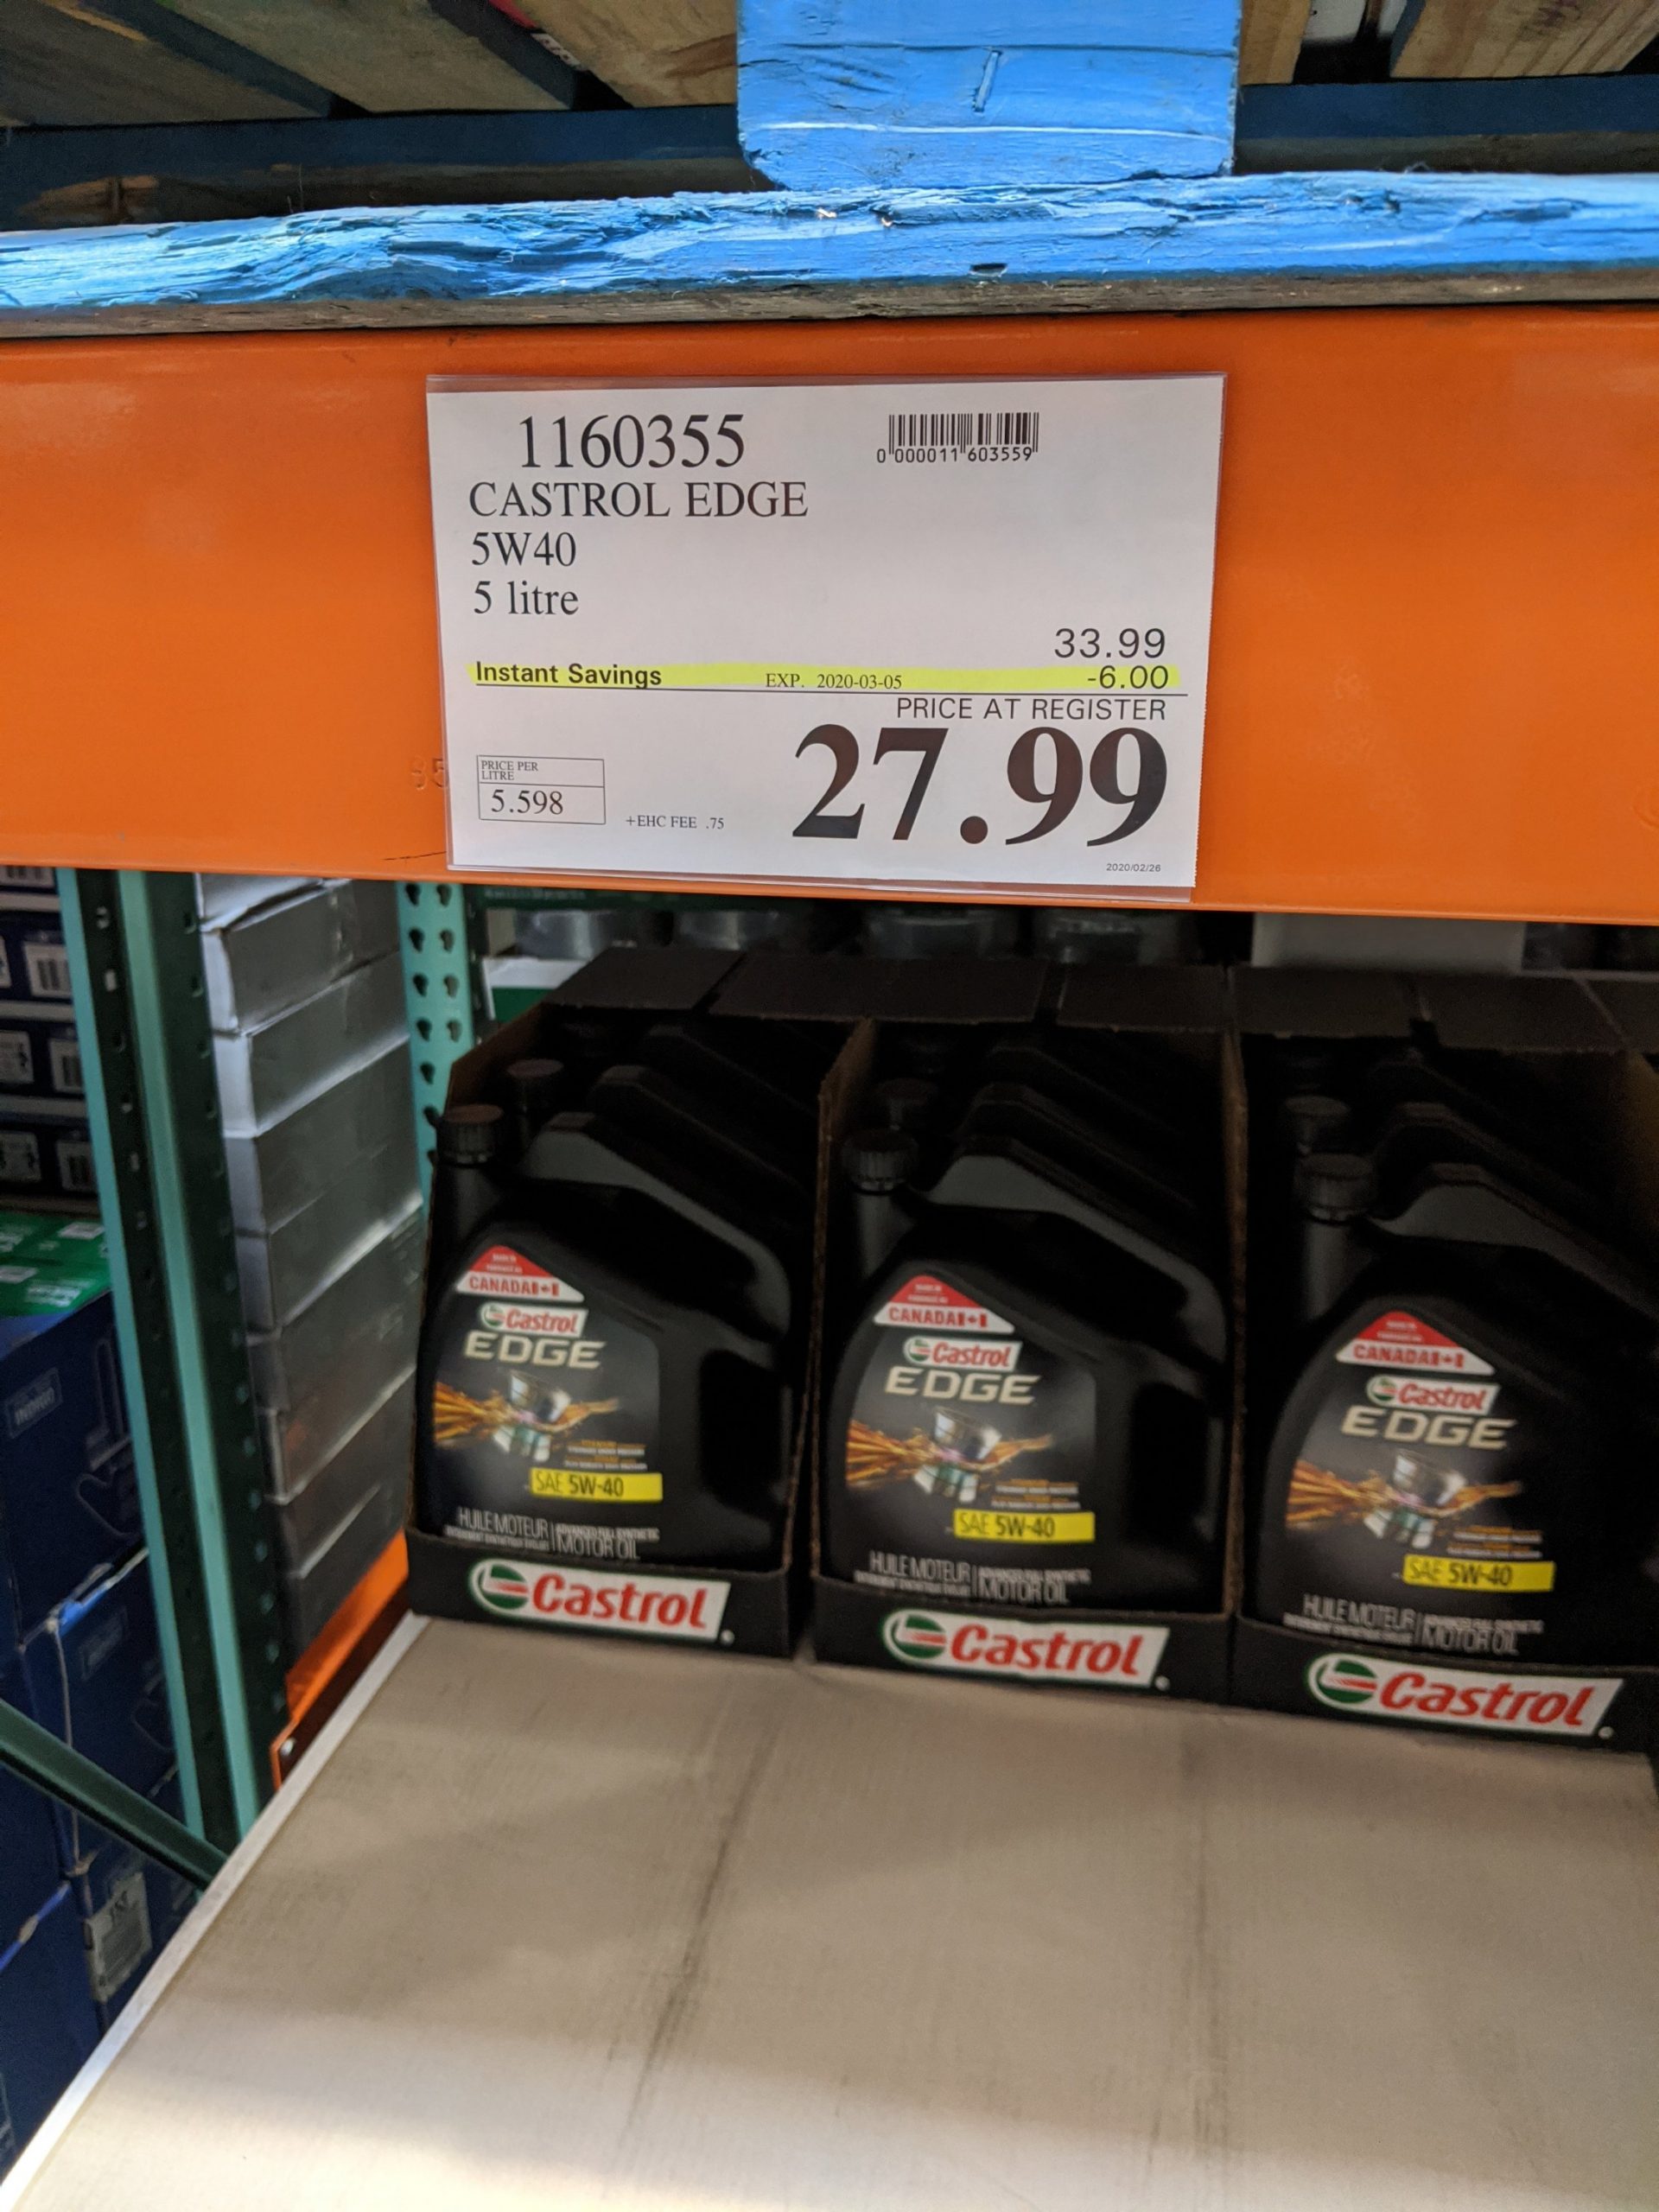 1160355
0 000011 603559
CASTROL EDGE
5W40
5 litre
33.99
Instant Savings EXP. 2020-03-05 -6.00
PRICE AT REGISTER
27.99
PRICE PER
LITRE
5.598
+EHC FEE .75
2020/02/26
CANADA
Castrol
EDGE
SAE 5W-40
HUILE MOTEUR
MOTOR OIL
Castrol
CANADA
Castrol
EDGE
SAE 5W-40
HUILE MOTEUR
MOTOR OIL
Castrol
CANADA
Castrol
EDGE
SAE 5W-40
HUILE MOTEUR
MOTOR OIL
Castrol